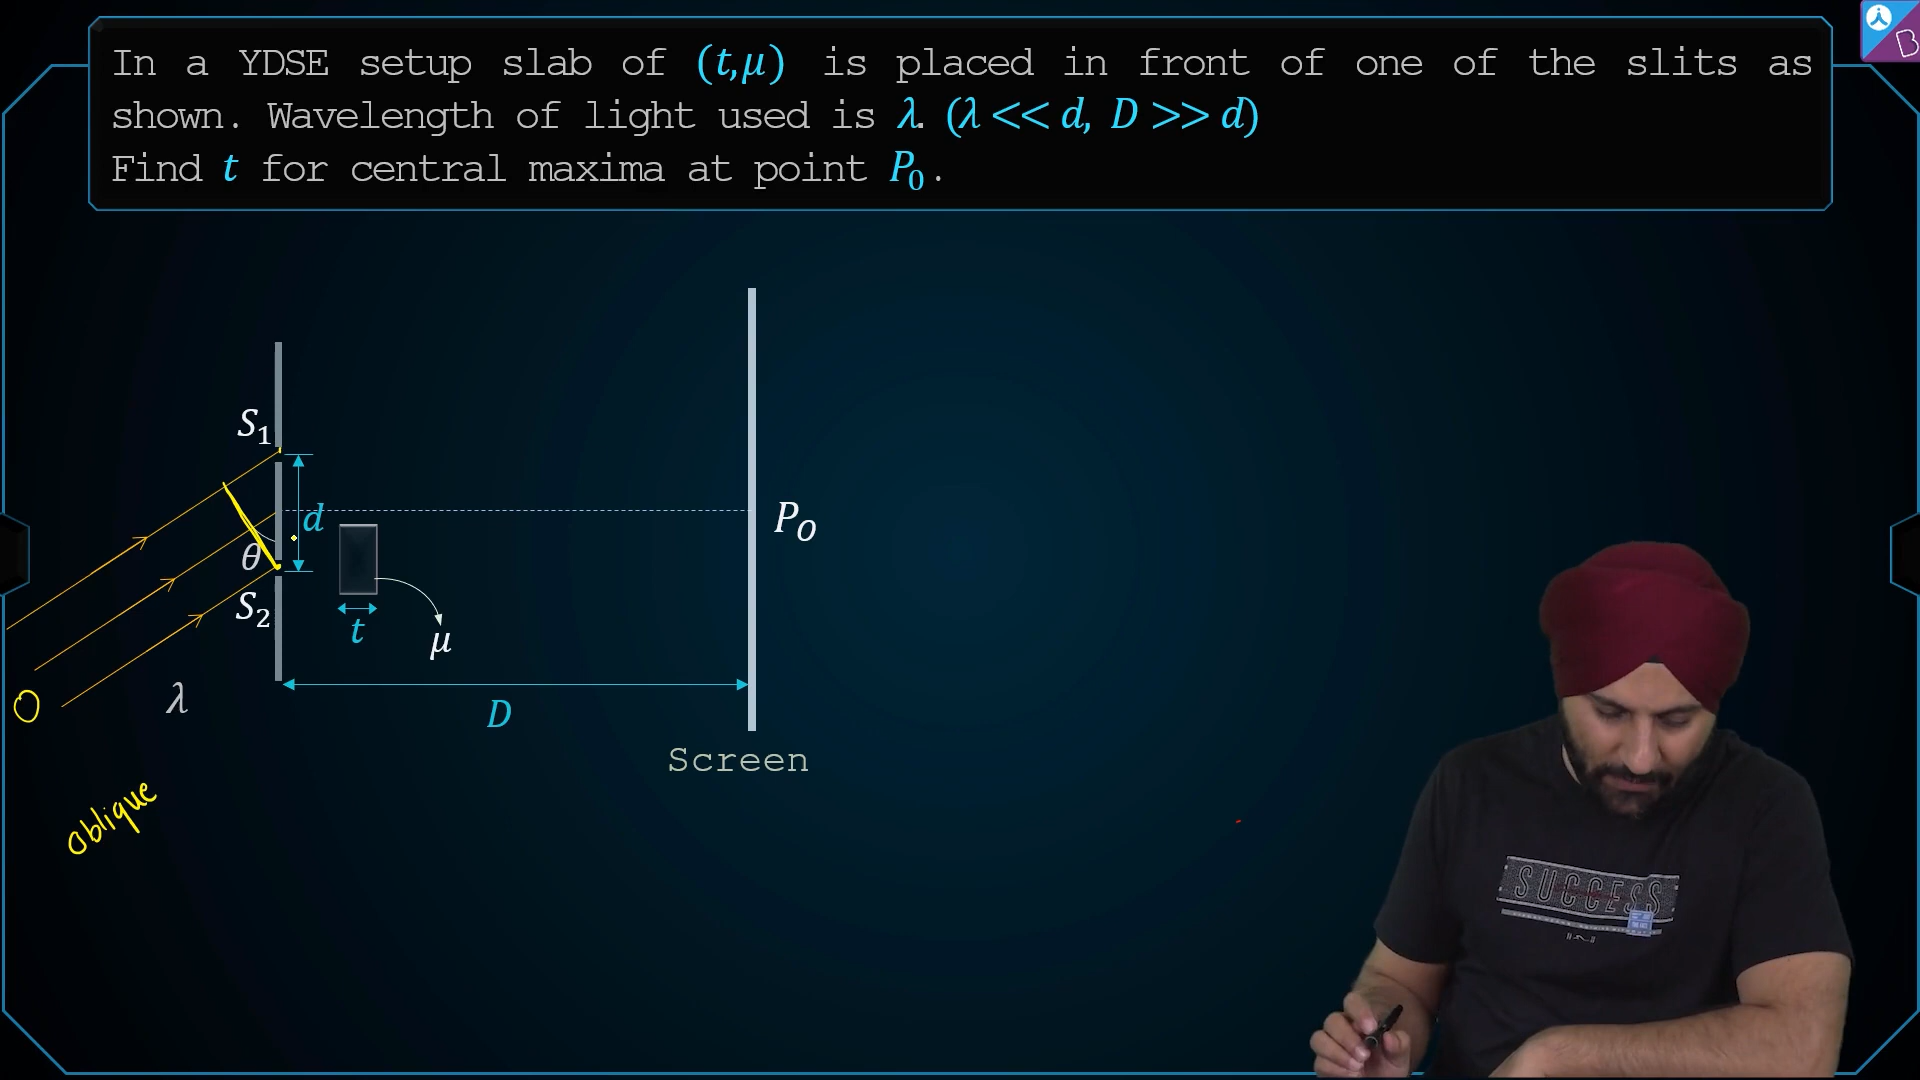 In a YDSE setup slab of (t,μ) is placed in front of one of the slits as
shown. Wavelength of light used is λ. (λ << d, D >> d)
Find t for central maxima at point P₀.
S₁
d
P_O
θ
S₂
t
μ
λ
D
Screen
Oblique
SUCCESS
B